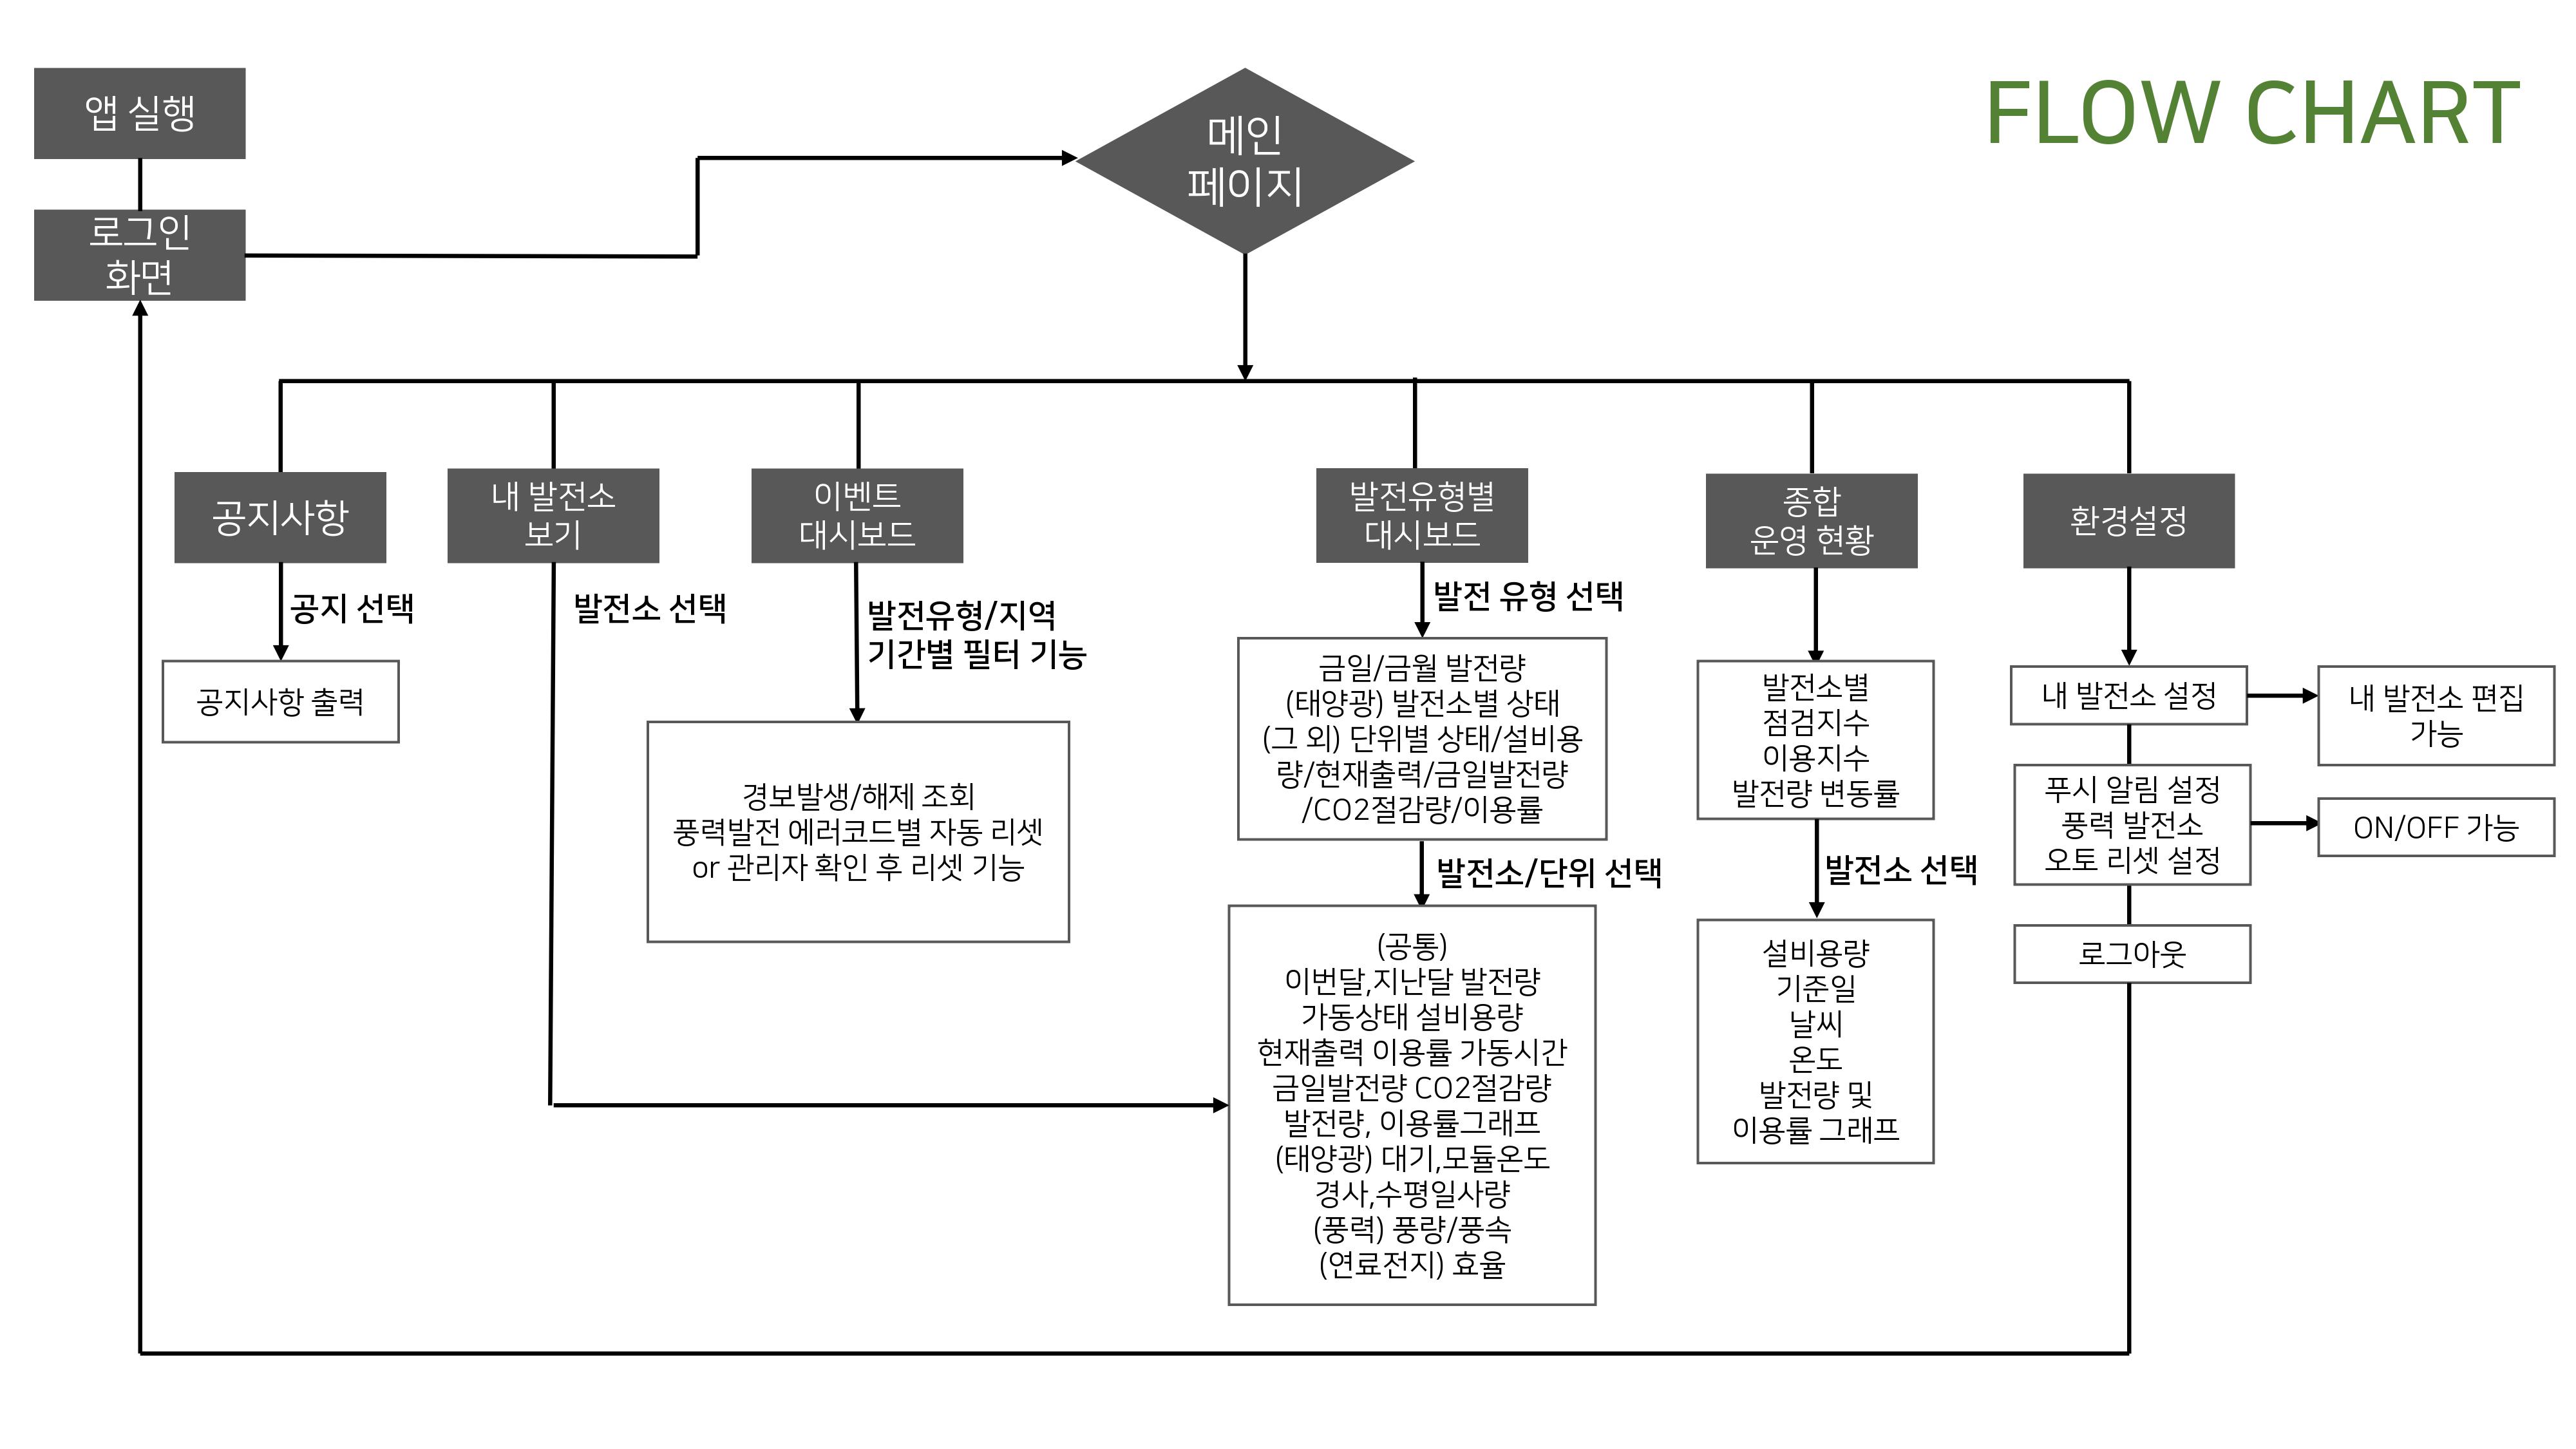 FLOW CHART
앱 실행
로그인
화면
메인
페이지
공지사항
공지 선택
공지사항 출력
내 발전소
보기
발전소 선택
이벤트
대시보드
발전유형/지역
기간별 필터 기능
경보발생/해제 조회
풍력발전 에러코드별 자동 리셋
or 관리자 확인 후 리셋 기능
발전유형별
대시보드
발전 유형 선택
금일/금월 발전량
(태양광) 발전소별 상태
(그 외) 단위별 상태/설비용
량/현재출력/금일발전량
/CO2절감량/이용률
발전소/단위 선택
(공통)
이번달,지난달 발전량
가동상태 설비용량
현재출력 이용률 가동시간
금일발전량 CO2절감량
발전량, 이용률그래프
(태양광) 대기,모듈온도
경사,수평일사량
(풍력) 풍량/풍속
(연료전지) 효율
종합
운영 현황
발전소별
점검지수
이용지수
발전량 변동률
발전소 선택
설비용량
기준일
날씨
온도
발전량 및
이용률 그래프
환경설정
내 발전소 설정
내 발전소 편집
가능
푸시 알림 설정
풍력 발전소
오토 리셋 설정
ON/OFF 가능
로그아웃